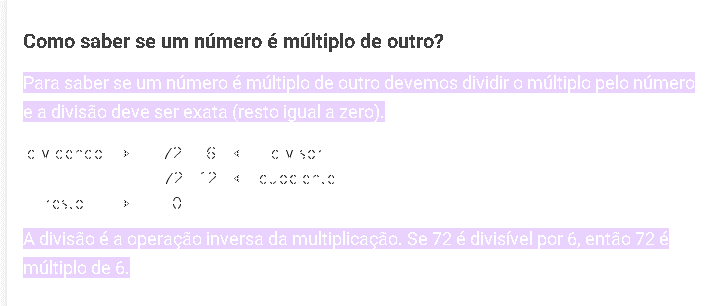 Como saber se um número é múltiplo de outro?
Para saber se um número é múltiplo de outro devemos dividir o múltiplo pelo número
e a divisão deve ser exata (resto igual a zero).
dividendo > 72 6 < divisor
72 12 < quociente
resto > 0
A divisão é a operação inversa da multiplicação. Se 72 é divisível por 6, então 72 é
múltiplo de 6.